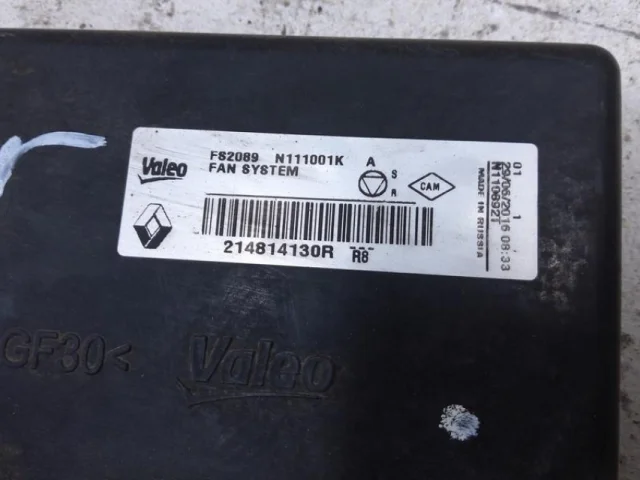 Valeo
FS2089 N111001K
FAN SYSTEM
A
S
R
CAM
214814130R
R8
01 1
29/06/2016 08:33
N1106921
MADE IN RUSSIA
GF30<
Valeo